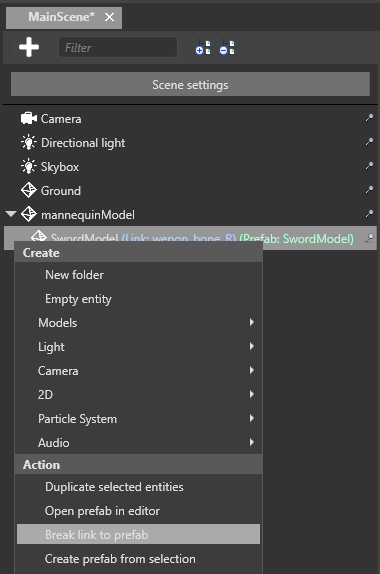 MainScene*
Filter
Scene settings
Camera
Directional light
Skybox
Ground
mannequinModel
SwordModel (Link: wepon_bone_R) (Prefab: SwordModel)
Create
New folder
Empty entity
Models
Light
Camera
2D
Particle System
Audio
Action
Duplicate selected entities
Open prefab in editor
Break link to prefab
Create prefab from selection